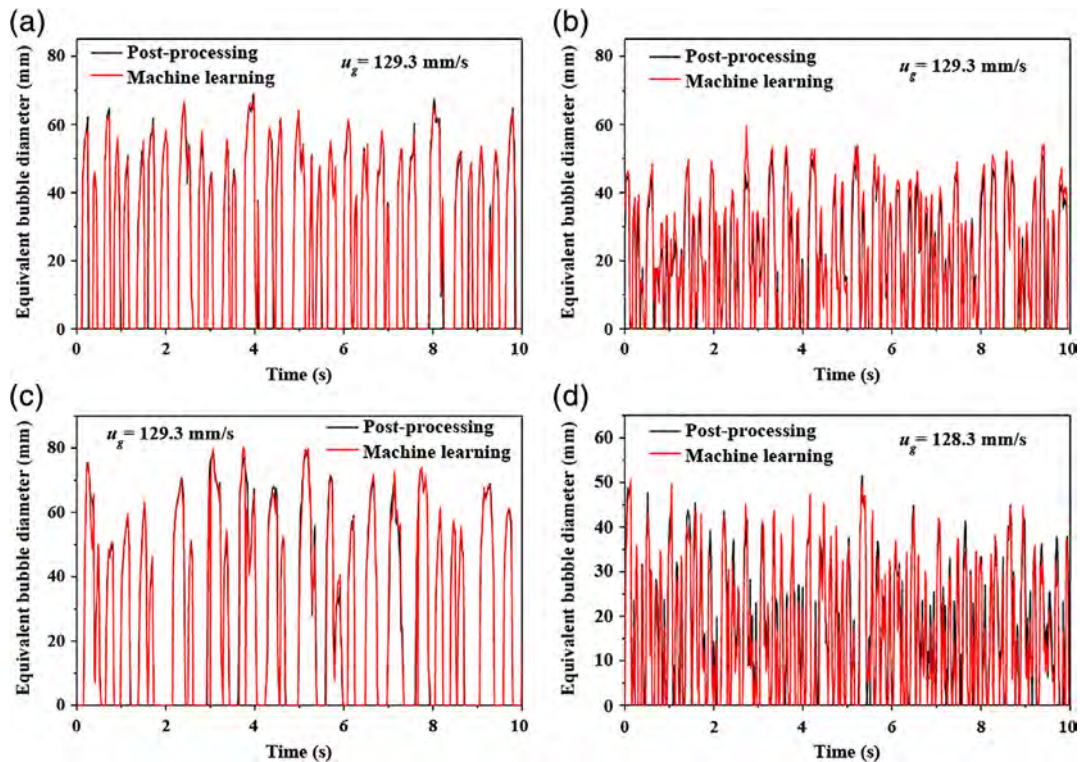 (a)
Post-processing
Machine learning
u_g = 129.3 mm/s
Equivalent bubble diameter (mm)
80
60
40
20
0
0 2 4 6 8 10
Time (s)
(b)
Post-processing
Machine learning
u_g = 129.3 mm/s
Equivalent bubble diameter (mm)
80
60
40
20
0
0 2 4 6 8 10
Time (s)
(c)
u_g = 129.3 mm/s
Post-processing
Machine learning
Equivalent bubble diameter (mm)
80
60
40
20
0
0 2 4 6 8 10
Time (s)
(d)
Post-processing
Machine learning
u_g = 128.3 mm/s
Equivalent bubble diameter (mm)
60
50
40
30
20
10
0
0 2 4 6 8 10
Time (s)